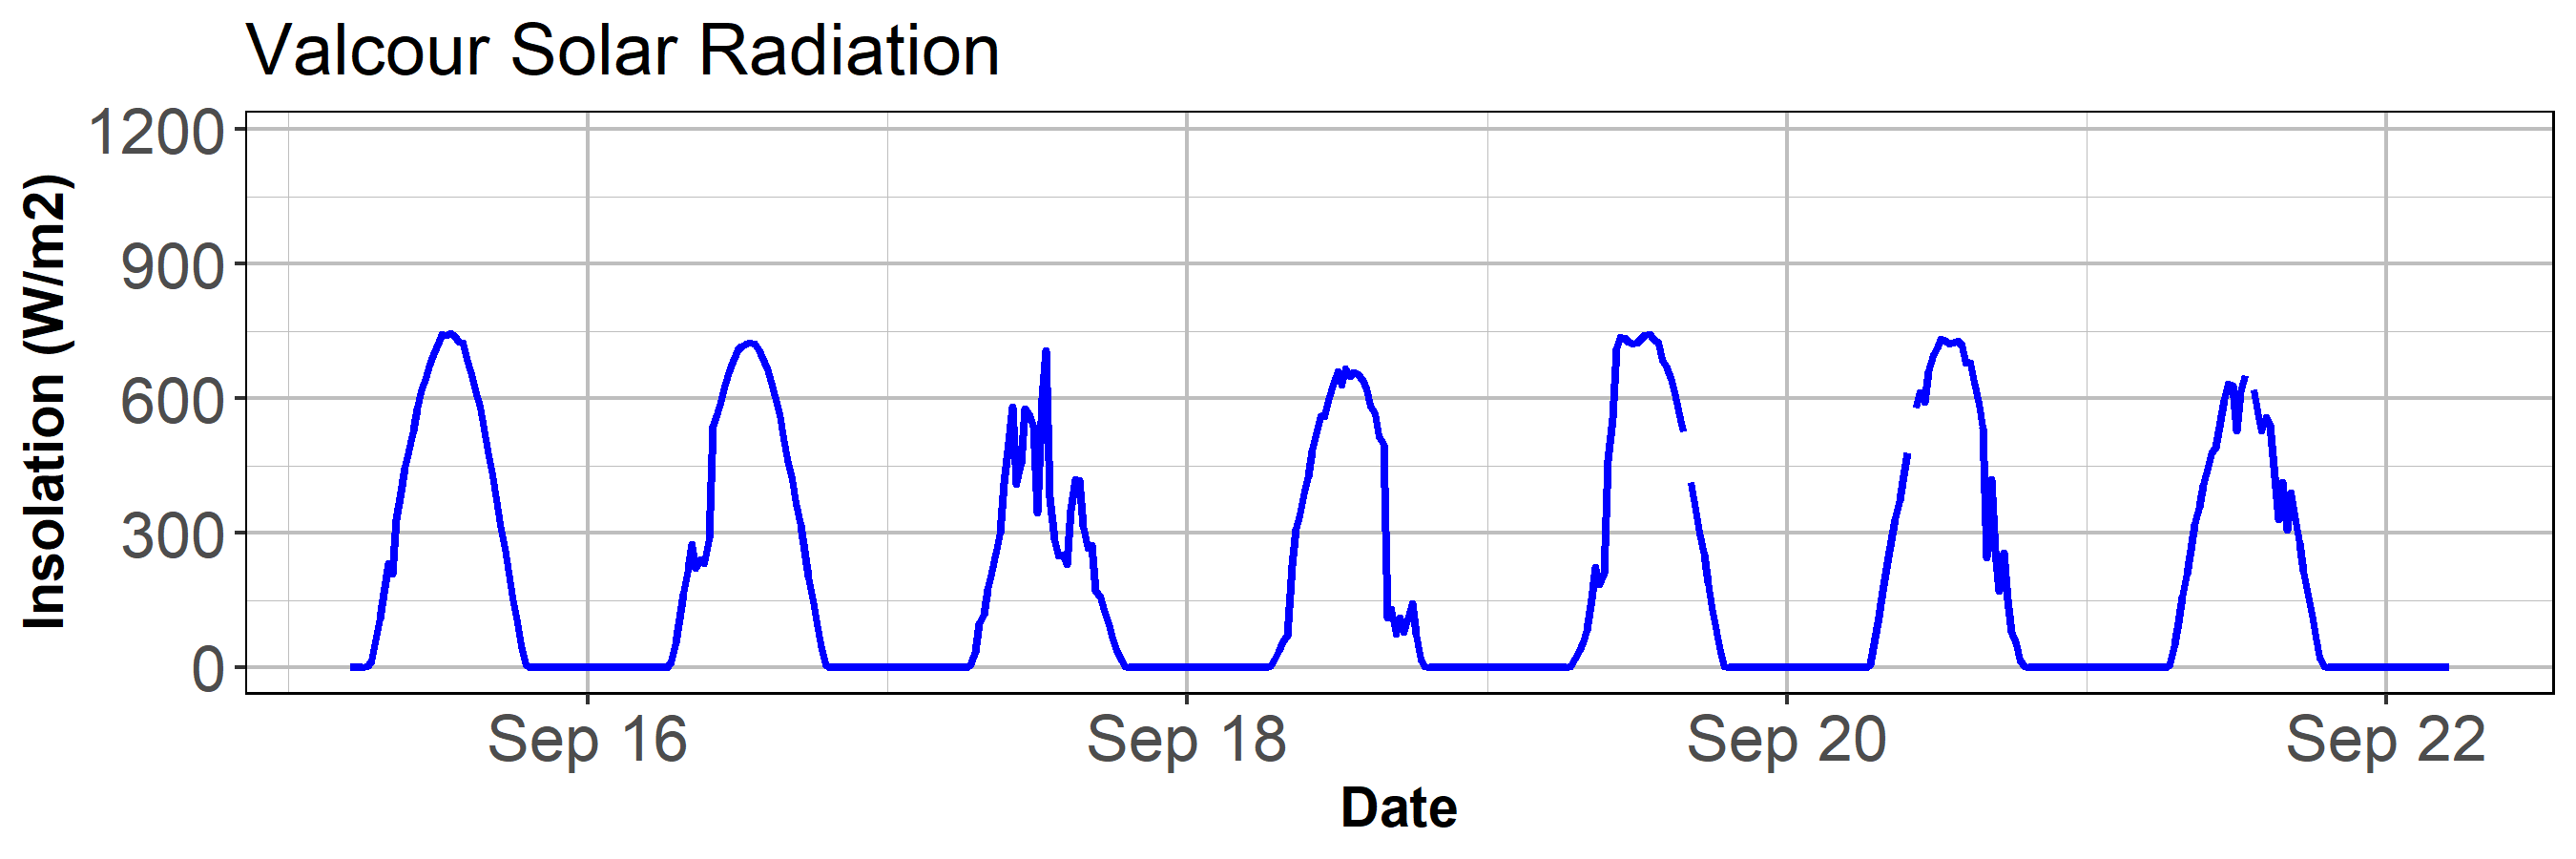 Valcour Solar Radiation
1200
900
600
300
0
Insolation (W/m2)
Sep 16
Sep 18
Sep 20
Sep 22
Date